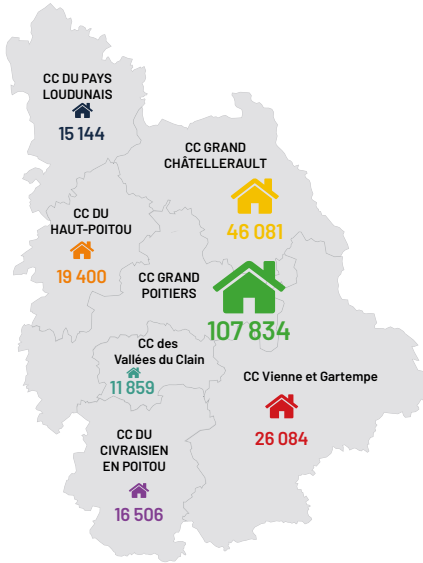 CC DU PAYS
LOUDUNAIS
15 144
CC GRAND
CHÂTELLERAULT
46 081
CC DU
HAUT-POITOU
19 400
CC GRAND
POITIERS
107 834
CC des
Vallées du Clain
11 859
CC Vienne et Gartempe
26 084
CC DU
CIVRAISIEN
EN POITOU
16 506